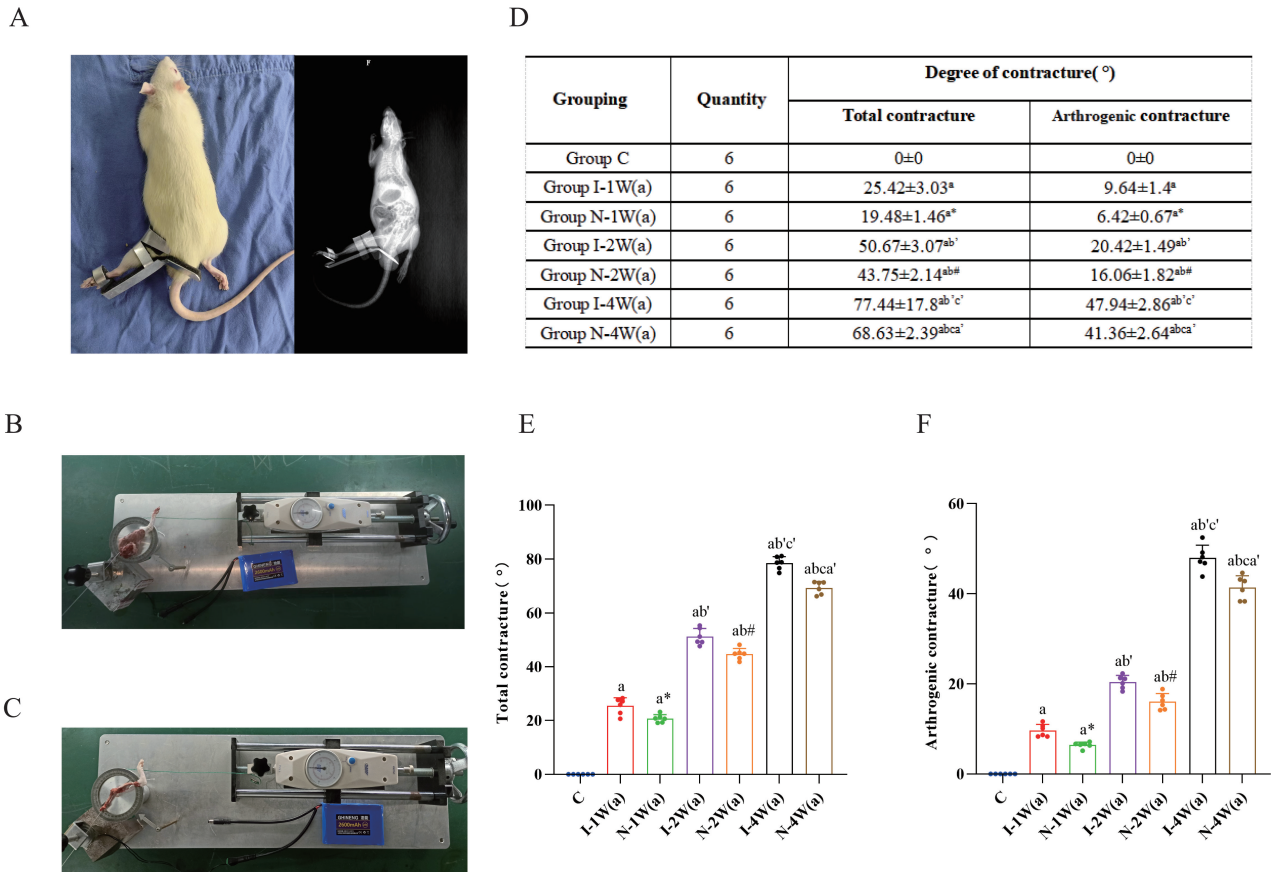 A
F
D
Grouping Quantity Degree of contracture( °)
Total contracture Arthrogenic contracture
Group C 6 0±0 0±0
Group I-1W(a) 6 25.42±3.03ᵃ 9.64±1.4ᵃ
Group N-1W(a) 6 19.48±1.46ᵃ* 6.42±0.67ᵃ*
Group I-2W(a) 6 50.67±3.07ᵃᵇ’ 20.42±1.49ᵃᵇ’
Group N-2W(a) 6 43.75±2.14ᵃᵇ# 16.06±1.82ᵃᵇ#
Group I-4W(a) 6 77.44±17.8ᵃᵇ’ᶜ’ 47.94±2.86ᵃᵇ’ᶜ’
Group N-4W(a) 6 68.63±2.39ᵃᵇᶜᵃ’ 41.36±2.64ᵃᵇᶜᵃ’
B
C
QHINENG
2600mAh
E
Total contracture( °)
100
80
60
40
20
0
a
a*
ab'
ab#
ab'c'
abca'
C I-1W(a) N-1W(a) I-2W(a) N-2W(a) I-4W(a) N-4W(a)
F
Arthrogenic contracture( °)
60
40
20
0
a
a*
ab'
ab#
ab'c'
abca'
C I-1W(a) N-1W(a) I-2W(a) N-2W(a) I-4W(a) N-4W(a)